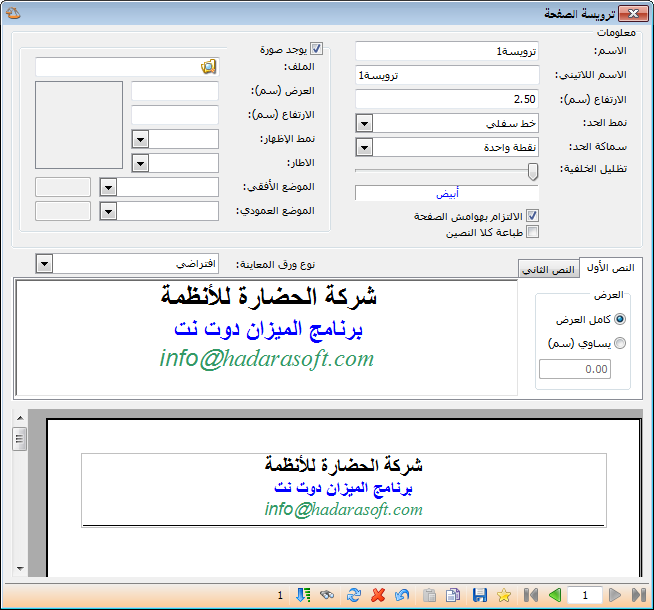 ترويسة الصفحة
معلومات
الاسم:
ترويسة1
الاسم اللاتيني:
ترويسة1
الارتفاع (سم):
2.50
نمط الحد:
خط سفلي
سماكة الحد:
نقطة واحدة
تظليل الخلفية:
أبيض
الالتزام بهوامش الصفحة
طباعة كلا النصين
يوجد صورة
الملف:
العرض (سم):
الارتفاع (سم):
نمط الإظهار:
الاطار:
الموضع الأفقي:
الموضع العمودي:
نوع ورق المعاينة:
افتراضي
النص الأول
النص الثاني
العرض
كامل العرض
يساوي (سم)
0.00
شركة الحضارة للأنظمة
برنامج الميزان دوت نت
info@hadarasoft.com
شركة الحضارة للأنظمة
برنامج الميزان دوت نت
info@hadarasoft.com
1
1